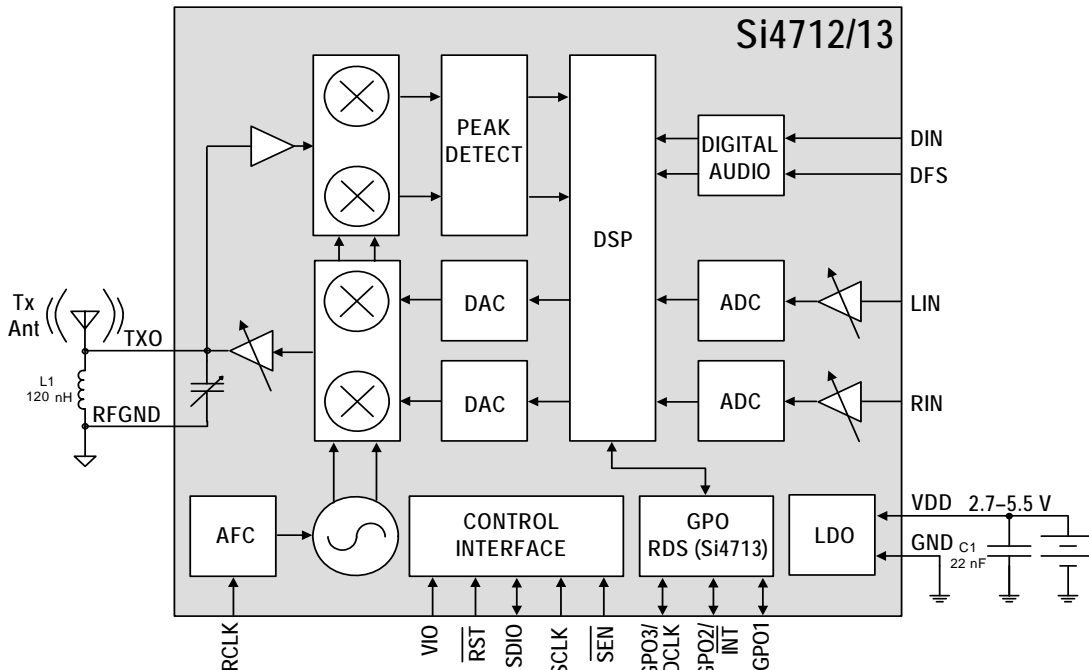 Si4712/13
PEAK
DETECT
DSP
DIGITAL
AUDIO
DIN
DFS
DAC
ADC
LIN
Tx
Ant
TXO
L1
120 nH
RFGND
DAC
ADC
RIN
AFC
CONTROL
INTERFACE
GPO
RDS (Si4713)
LDO
VDD
2.7–5.5 V
GND
C1
22 nF
RCLK
VIO
RST
SDIO
SCLK
SEN
GPO3/
DCLK
GPO2/
INT
GPO1